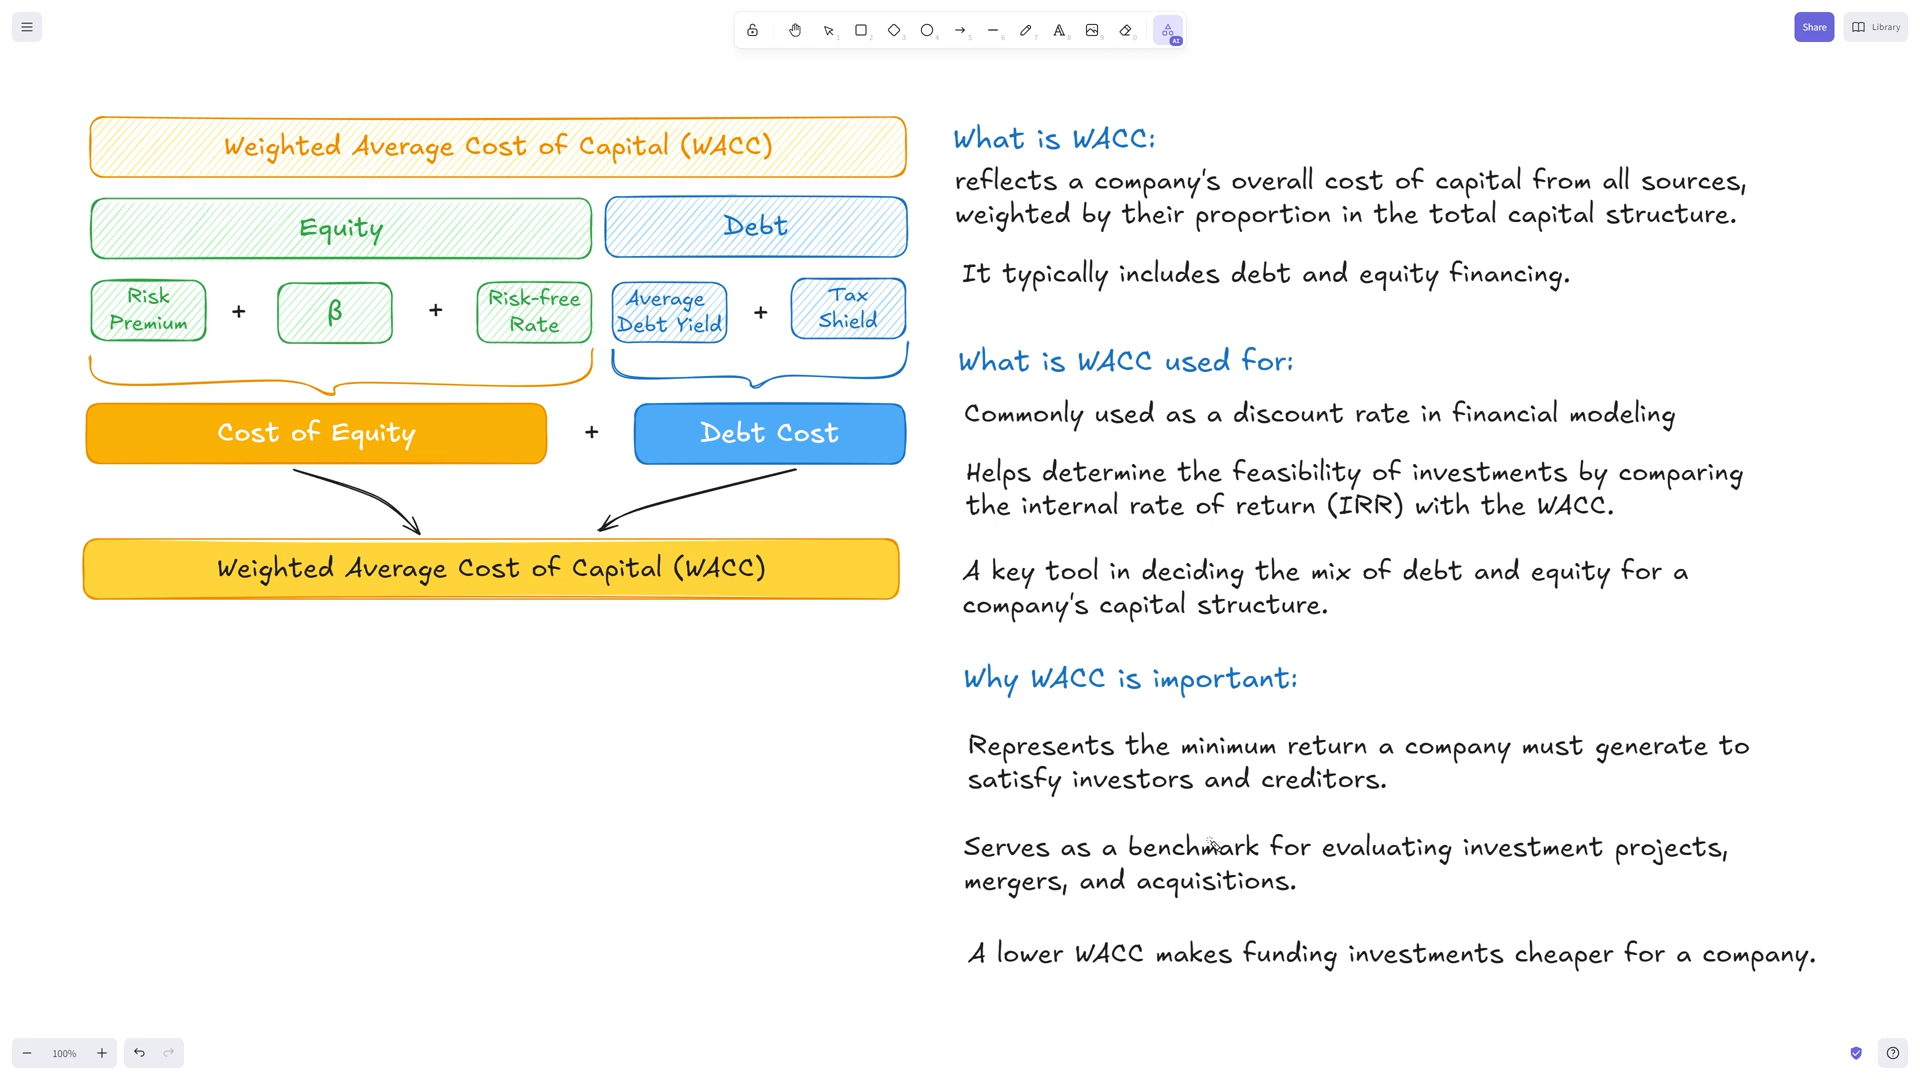 Share
Library
Weighted Average Cost of Capital (WACC)
Equity
Debt
Risk
Premium
+
β
+
Risk-free
Rate
Average
Debt Yield
+
Tax
Shield
Cost of Equity
+
Debt Cost
Weighted Average Cost of Capital (WACC)
What is WACC:
reflects a company's overall cost of capital from all sources,
weighted by their proportion in the total capital structure.
It typically includes debt and equity financing.
What is WACC used for:
Commonly used as a discount rate in financial modeling
Helps determine the feasibility of investments by comparing
the internal rate of return (IRR) with the WACC.
A key tool in deciding the mix of debt and equity for a
company's capital structure.
Why WACC is important:
Represents the minimum return a company must generate to
satisfy investors and creditors.
Serves as a benchmark for evaluating investment projects,
mergers, and acquisitions.
A lower WACC makes funding investments cheaper for a company.
100%